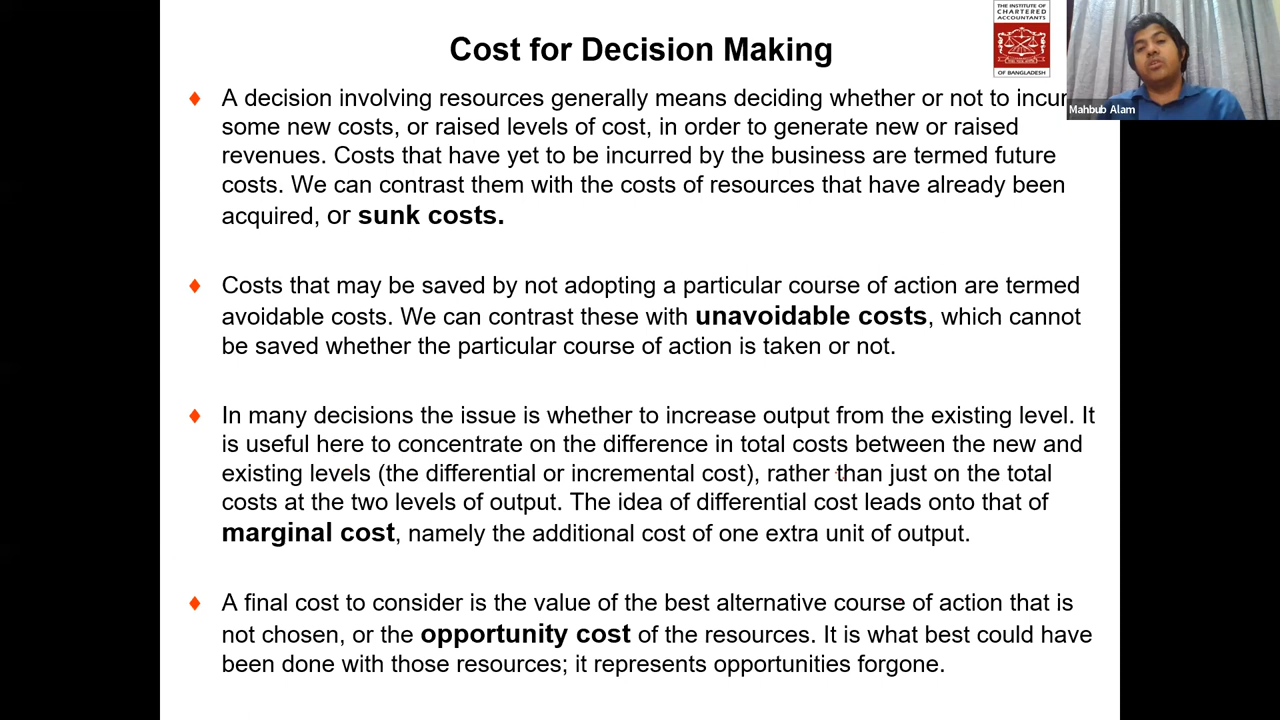 Cost for Decision Making
THE INSTITUTE OF
CHARTERED
ACCOUNTANTS
OF BANGLADESH
Mahbub Alam
A decision involving resources generally means deciding whether or not to incur
some new costs, or raised levels of cost, in order to generate new or raised
revenues. Costs that have yet to be incurred by the business are termed future
costs. We can contrast them with the costs of resources that have already been
acquired, or sunk costs.
Costs that may be saved by not adopting a particular course of action are termed
avoidable costs. We can contrast these with unavoidable costs, which cannot
be saved whether the particular course of action is taken or not.
In many decisions the issue is whether to increase output from the existing level. It
is useful here to concentrate on the difference in total costs between the new and
existing levels (the differential or incremental cost), rather than just on the total
costs at the two levels of output. The idea of differential cost leads onto that of
marginal cost, namely the additional cost of one extra unit of output.
A final cost to consider is the value of the best alternative course of action that is
not chosen, or the opportunity cost of the resources. It is what best could have
been done with those resources; it represents opportunities forgone.